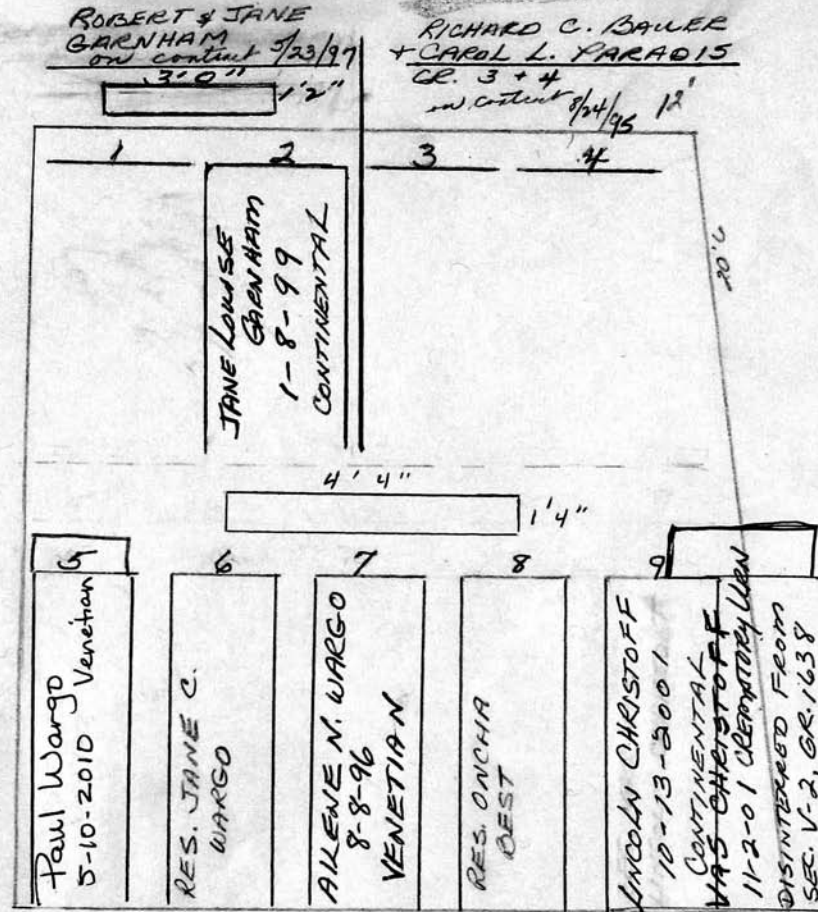 ROBERT & JANE
GARNHAM
on contract 5/23/97
3'0"
1'2"
RICHARD C. BAUER
+ CAROL L. PARADIS
GR. 3 + 4
on contract 8/24/95
12'
1
2
3
4
20'6
JANE LOUISE
GARNHAM
1-8-99
CONTINENTAL
4'4"
1'4"
5
6
7
8
9
Paul Wargo
5-10-2010 Venetian
RES. JANE C.
WARGO
AILENE N. WARGO
8-8-96
VENETIAN
RES. ONCHA
BEST
LINCOLN CHRISTOFF
10-13-2001
CONTINENTAL
VAS CHRISTOFF
11-2-01 CREMATORY URN
DISINTERRED FROM
SEC. V-2, GR. 1638